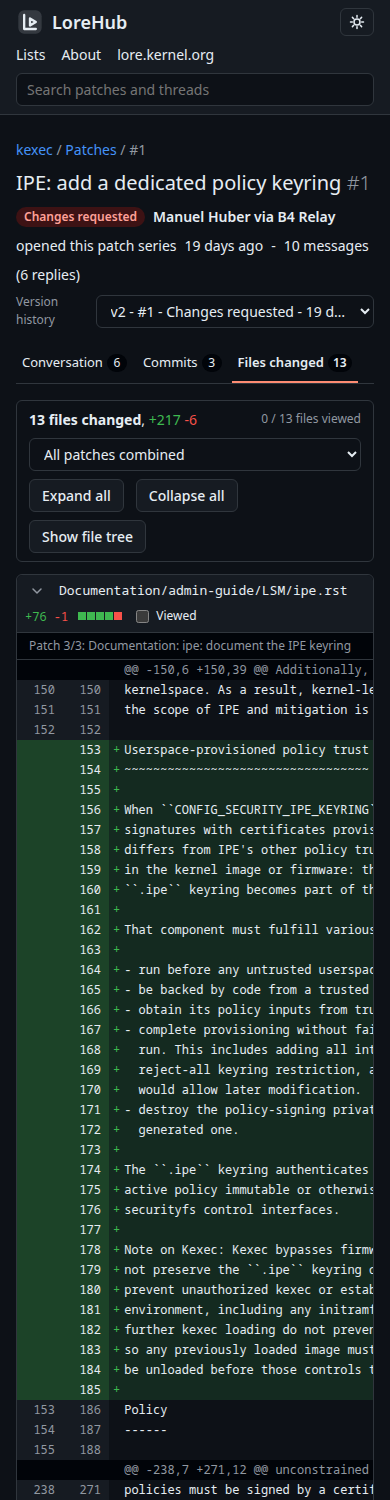 LoreHub
Lists About lore.kernel.org
Search patches and threads
kexec / Patches / #1
IPE: add a dedicated policy keyring #1
Changes requested Manuel Huber via B4 Relay
opened this patch series 19 days ago - 10 messages
(6 replies)
Version history
v2 - #1 - Changes requested - 19 d...
Conversation 6 Commits 3 Files changed 13
13 files changed, +217 -6 0 / 13 files viewed
All patches combined
Expand all Collapse all
Show file tree
Documentation/admin-guide/LSM/ipe.rst
+76 -1 Viewed
Patch 3/3: Documentation: ipe: document the IPE keyring
@@ -150,6 +150,39 @@ Additionally,
150 150 kernelspace. As a result, kernel-le
151 151 the scope of IPE and mitigation is
152 152
153 + Userspace-provisioned policy trust
154 + ~~~~~~~~~~~~~~~~~~~~~~~~~~~~~~~~~~
155 +
156 + When ``CONFIG_SECURITY_IPE_KEYRING`
157 + signatures with certificates provis
158 + differs from IPE's other policy tru
159 + in the kernel image or firmware: th
160 + ``.ipe`` keyring becomes part of th
161 +
162 + That component must fulfill various
163 +
164 + - run before any untrusted userspac
165 + - be backed by code from a trusted
166 + - obtain its policy inputs from tru
167 + - complete provisioning without fai
168 + run. This includes adding all int
169 + reject-all keyring restriction, a
170 + would allow later modification.
171 + - destroy the policy-signing privat
172 + generated one.
173 +
174 + The ``.ipe`` keyring authenticates
175 + active policy immutable or otherwis
176 + securityfs control interfaces.
177 +
178 + Note on Kexec: Kexec bypasses firmw
179 + not preserve the ``.ipe`` keyring o
180 + prevent unauthorized kexec or estab
181 + environment, including any initramf
182 + further kexec loading do not preven
183 + so any previously loaded image must
184 + be unloaded before those controls t
185 +
153 186 Policy
154 187 ------
155 188
@@ -238,7 +271,12 @@ unconstrained
238 271 policies must be signed by a certif